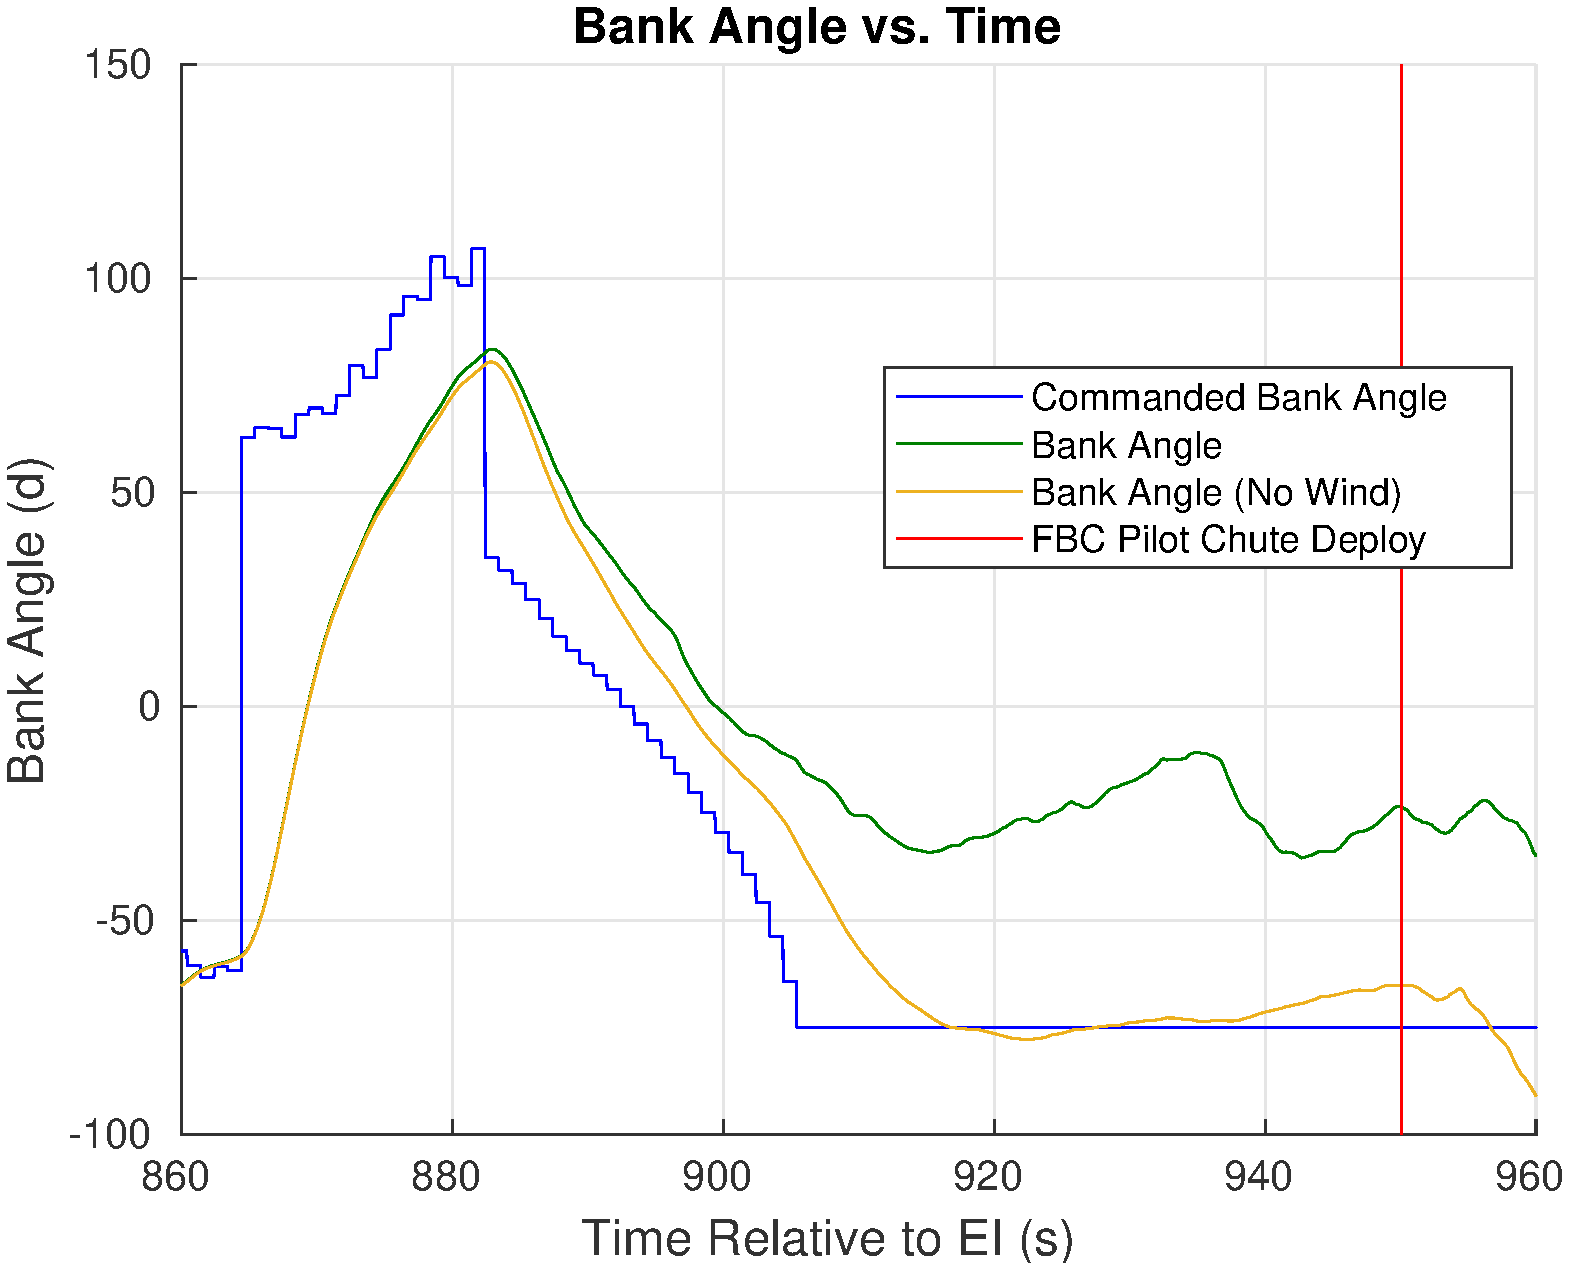 Bank Angle vs. Time
150
100
50
0
-50
-100
Bank Angle (d)
Commanded Bank Angle
Bank Angle
Bank Angle (No Wind)
FBC Pilot Chute Deploy
860 880 900 920 940 960
Time Relative to EI (s)